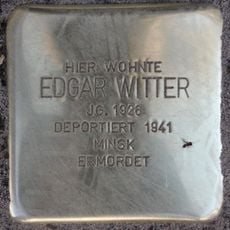 HIER WOHNTE
EDGAR WITTER
JG. 1926
DEPORTIERT 1941
MINSK
ERMORDET